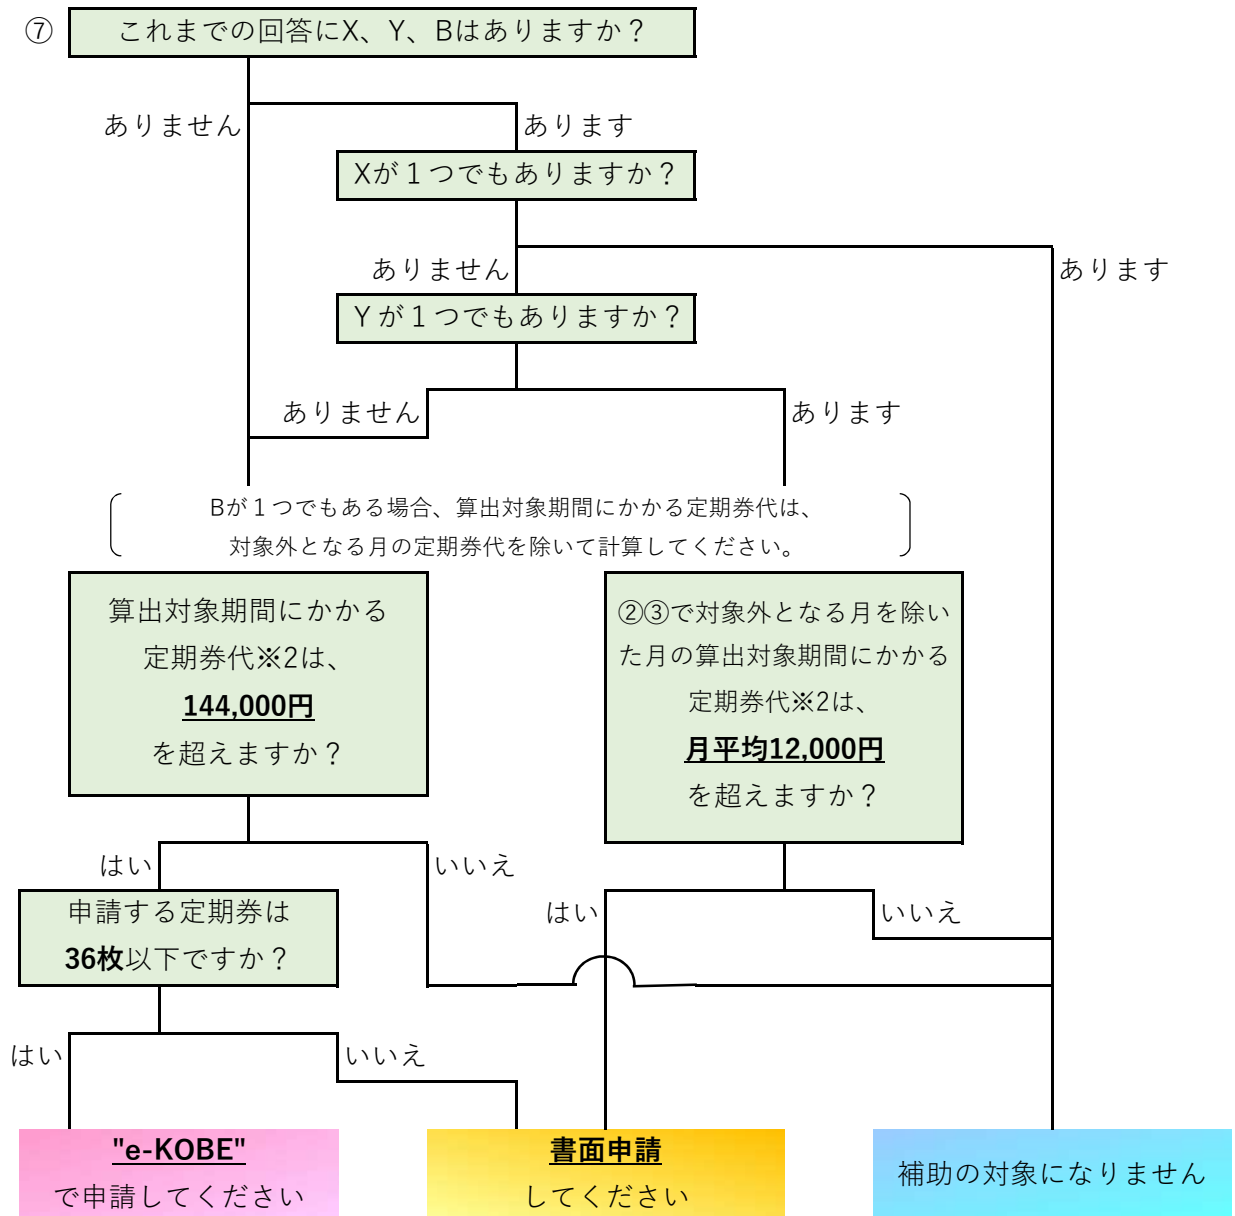 ⑦ これまでの回答にX、Y、Bはありますか？
ありません
あります
Xが１つでもありますか？
ありません
あります
Yが１つでもありますか？
ありません
あります
Bが１つでもある場合、算出対象期間にかかる定期券代は、
対象外となる月の定期券代を除いて計算してください。
算出対象期間にかかる
定期券代※2は、
144,000円
を超えますか？
②③で対象外となる月を除い
た月の算出対象期間にかかる
定期券代※2は、
月平均12,000円
を超えますか？
はい
いいえ
はい
いいえ
申請する定期券は
36枚以下ですか？
はい
いいえ
"e-KOBE"
で申請してください
書面申請
してください
補助の対象になりません